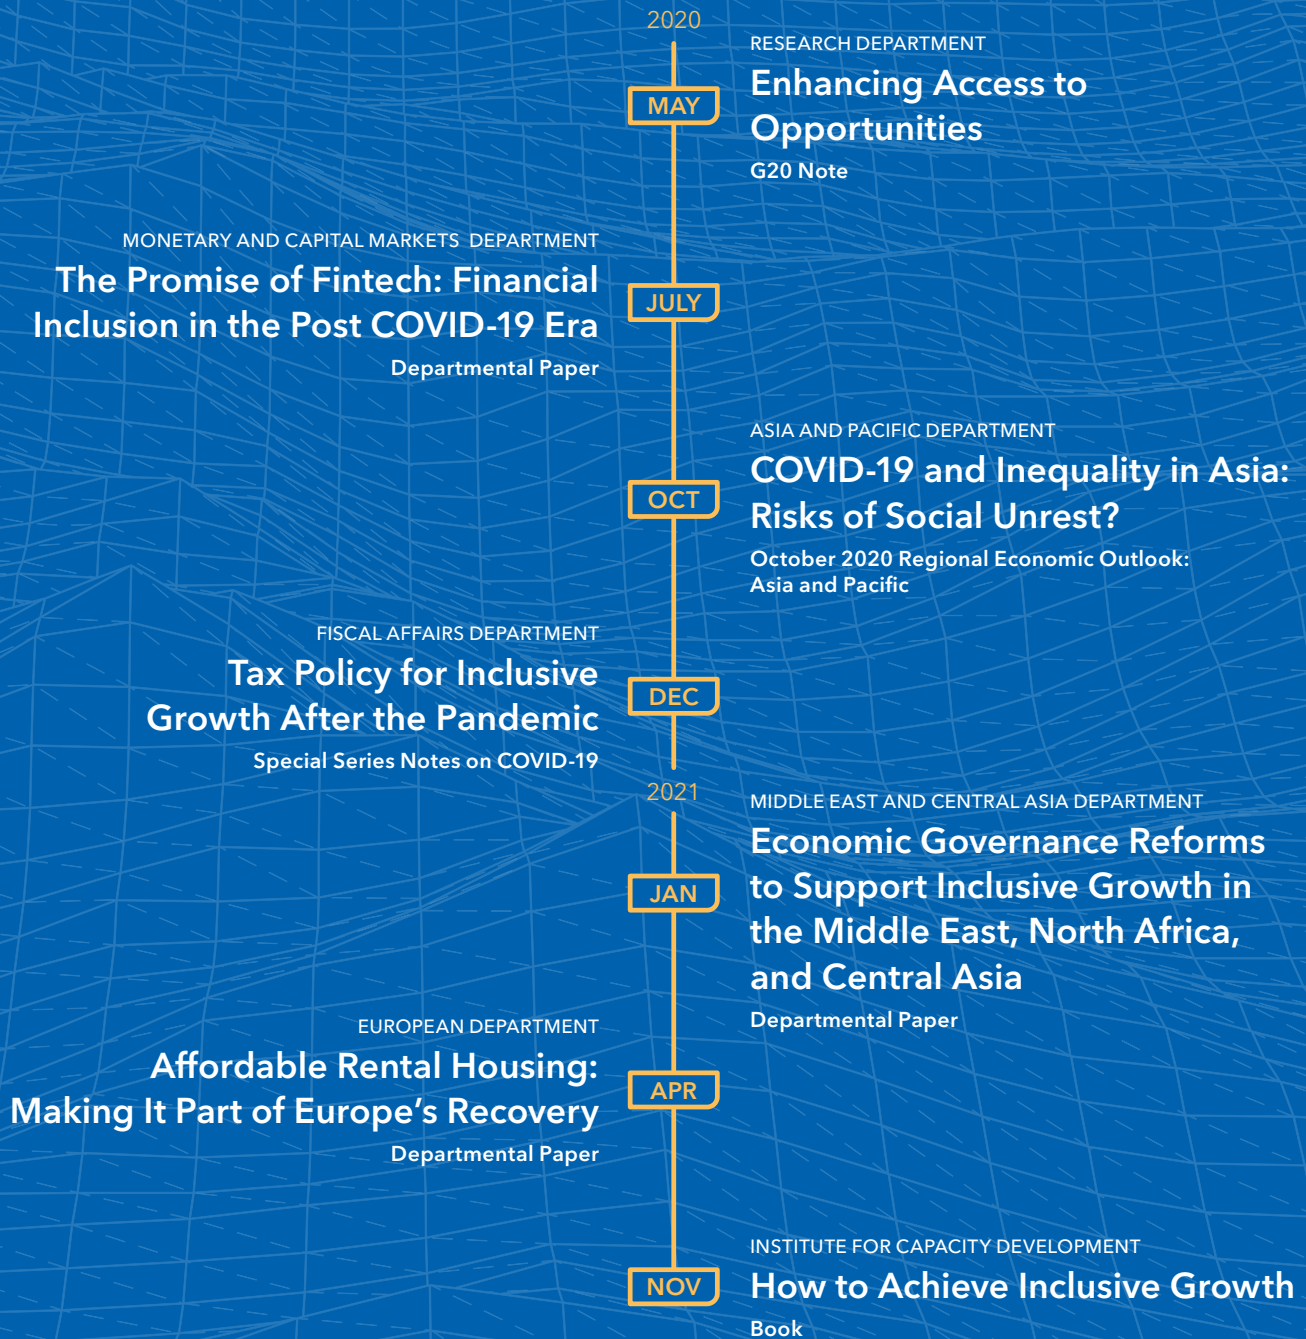 2020
MAY
RESEARCH DEPARTMENT
Enhancing Access to
Opportunities
G20 Note
MONETARY AND CAPITAL MARKETS DEPARTMENT
The Promise of Fintech: Financial
Inclusion in the Post COVID-19 Era
Departmental Paper
JULY
ASIA AND PACIFIC DEPARTMENT
COVID-19 and Inequality in Asia:
Risks of Social Unrest?
October 2020 Regional Economic Outlook:
Asia and Pacific
OCT
FISCAL AFFAIRS DEPARTMENT
Tax Policy for Inclusive
Growth After the Pandemic
Special Series Notes on COVID-19
DEC
2021
MIDDLE EAST AND CENTRAL ASIA DEPARTMENT
Economic Governance Reforms
to Support Inclusive Growth in
the Middle East, North Africa,
and Central Asia
Departmental Paper
JAN
EUROPEAN DEPARTMENT
Affordable Rental Housing:
Making It Part of Europe's Recovery
Departmental Paper
APR
INSTITUTE FOR CAPACITY DEVELOPMENT
How to Achieve Inclusive Growth
Book
NOV